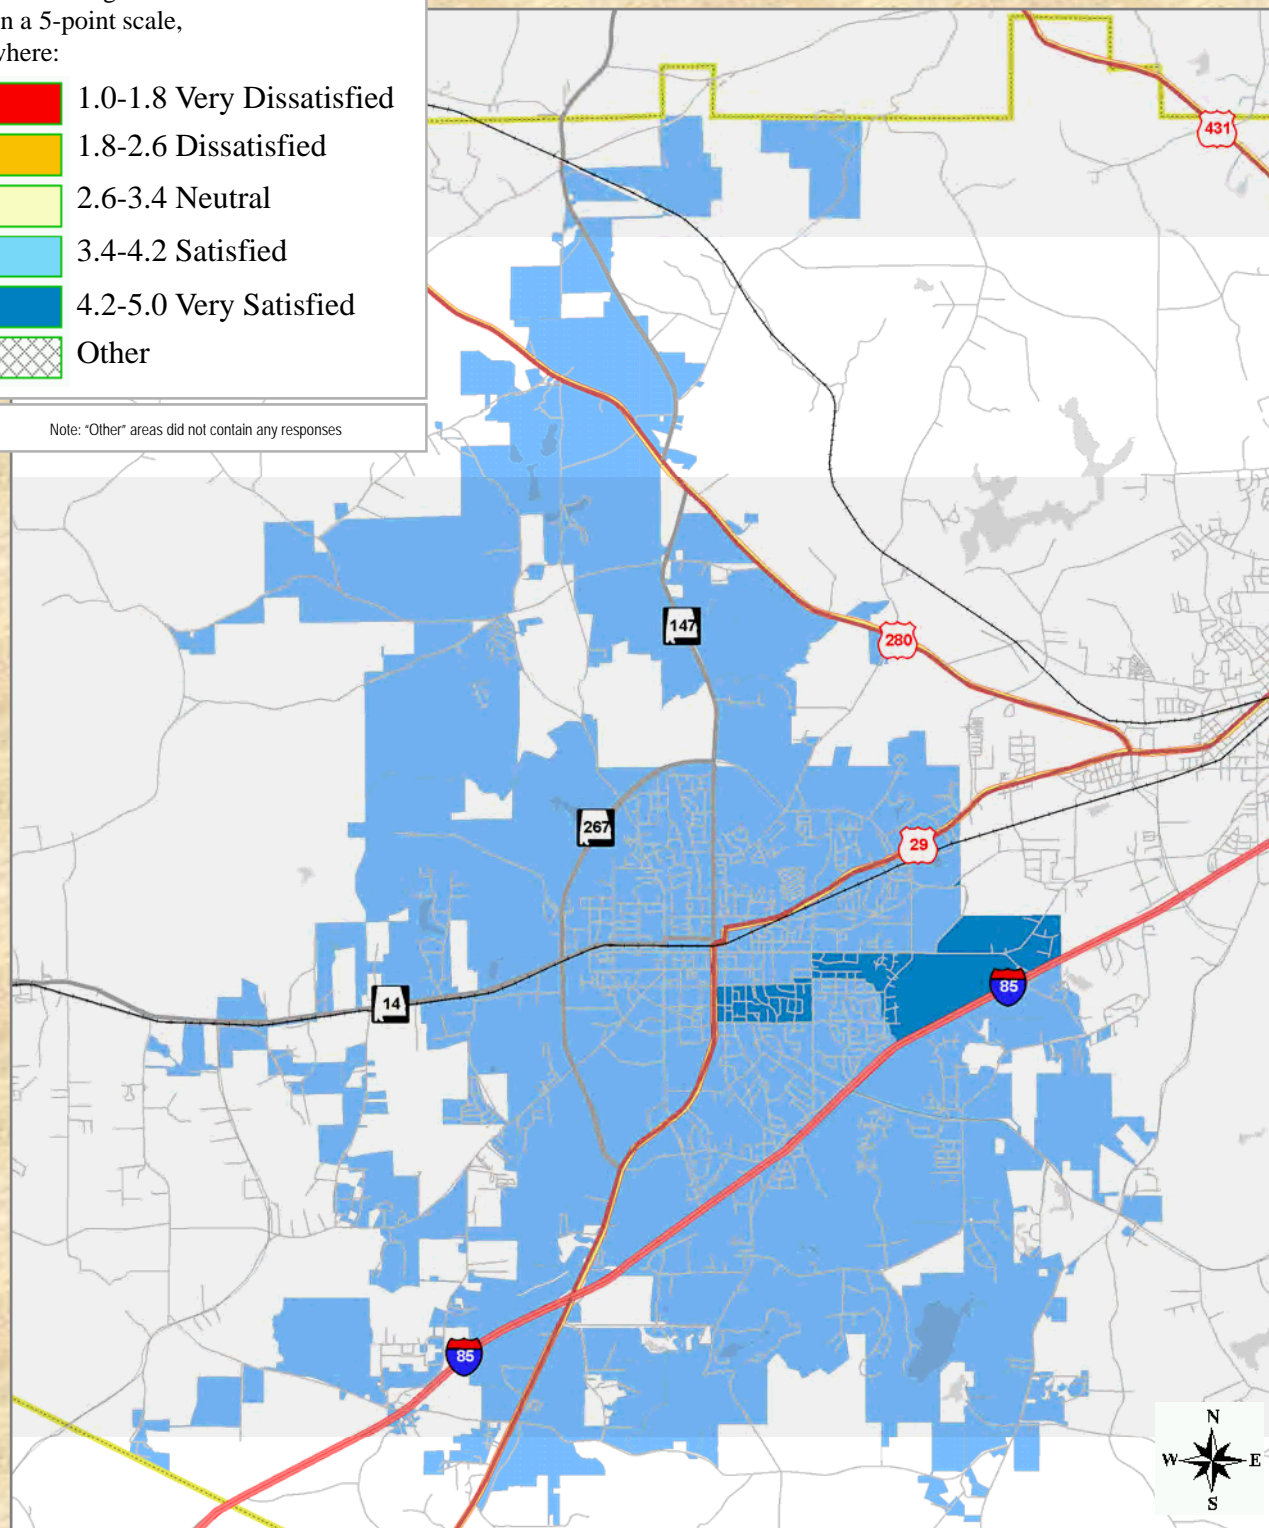 n a 5-point scale,
where:
1.0-1.8 Very Dissatisfied
1.8-2.6 Dissatisfied
2.6-3.4 Neutral
3.4-4.2 Satisfied
4.2-5.0 Very Satisfied
Other
Note: "Other" areas did not contain any responses
431
147
280
267
29
85
14
85
N
W E
S